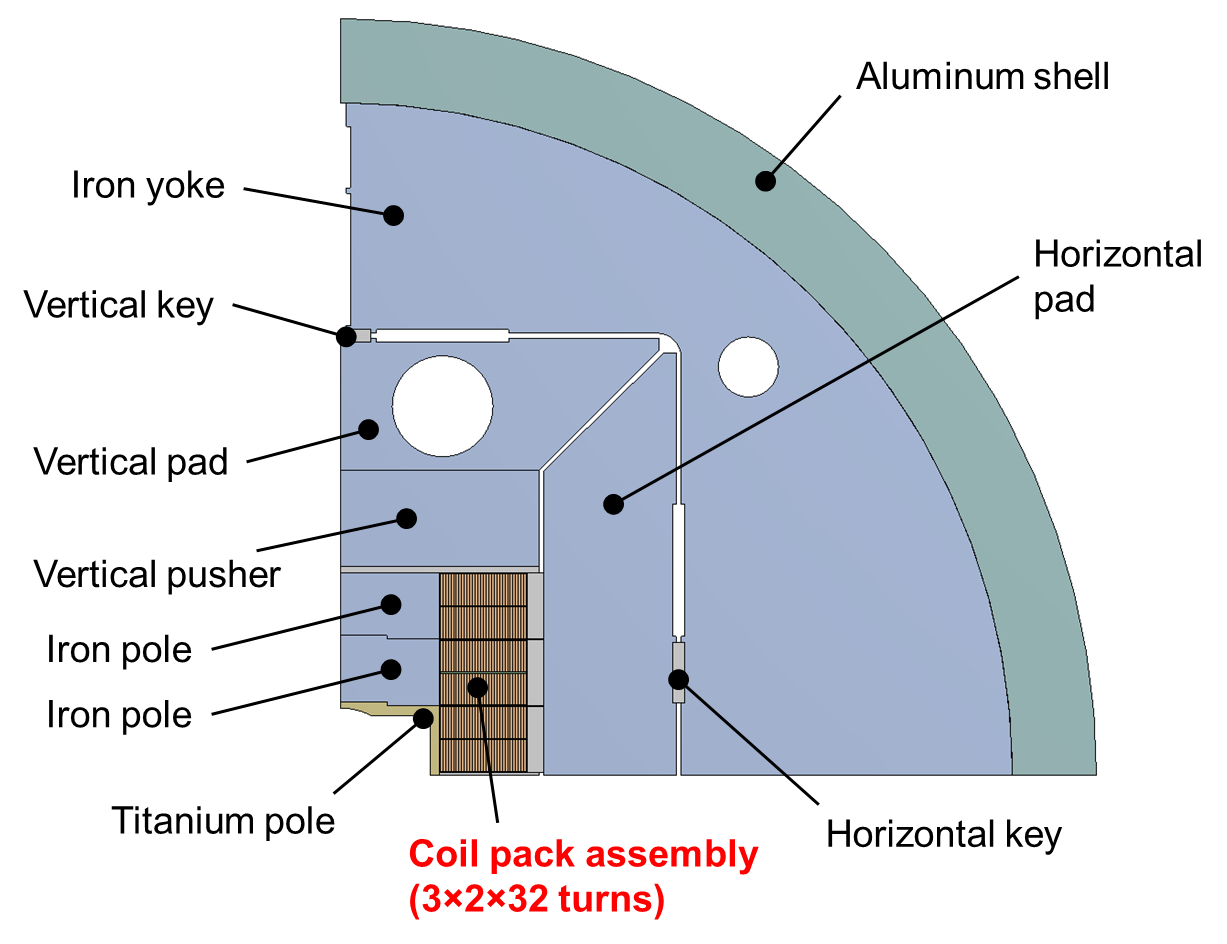 Aluminum shell
Iron yoke
Horizontal
pad
Vertical key
Vertical pad
Vertical pusher
Iron pole
Iron pole
Titanium pole
Horizontal key
Coil pack assembly
(3×2×32 turns)